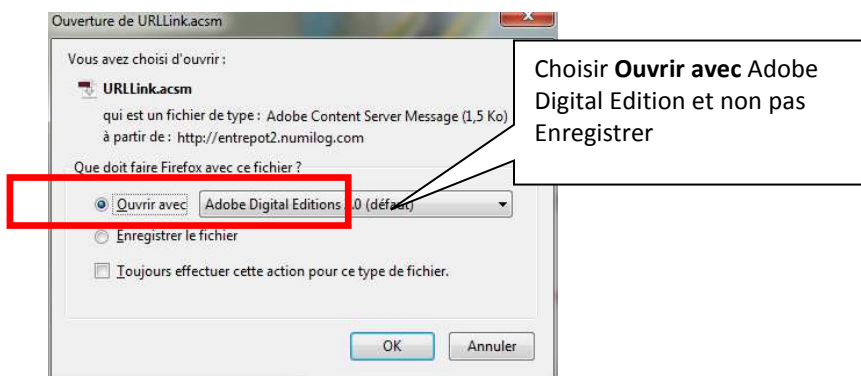 Ouverture de URLLink.acsm
Vous avez choisi d'ouvrir :
URLLink.acsm
qui est un fichier de type : Adobe Content Server Message (1,5 Ko)
à partir de : http://entrepot2.numilog.com
Que doit faire Firefox avec ce fichier ?
Ouvrir avec Adobe Digital Editions .0 (défaut)
Enregistrer le fichier
Toujours effectuer cette action pour ce type de fichier.
OK Annuler
Choisir Ouvrir avec Adobe
Digital Edition et non pas
Enregistrer